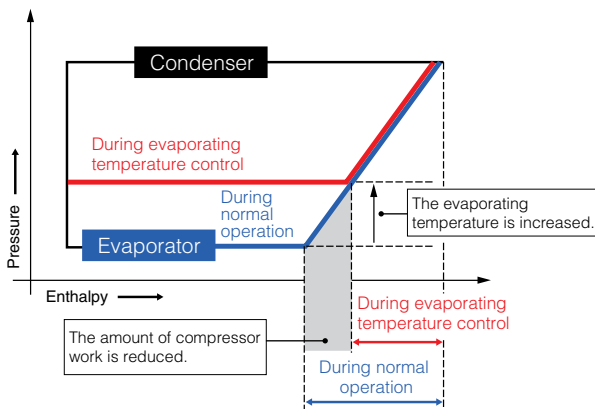 Condenser
During evaporating
temperature control
During
normal
operation
The evaporating
temperature is increased.
Evaporator
Pressure
Enthalpy
During evaporating
temperature control
The amount of compressor
work is reduced.
During normal
operation